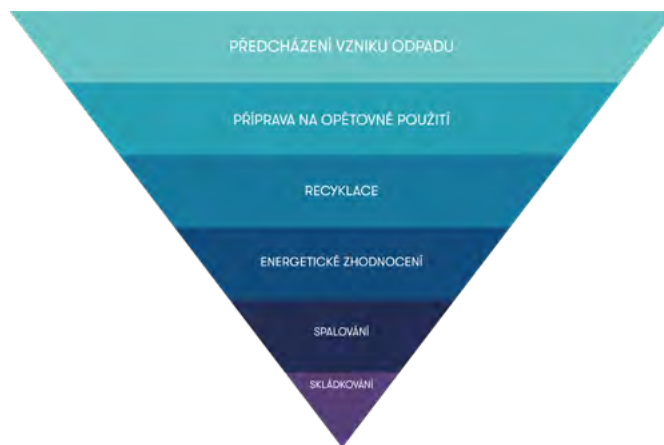 PŘEDCHÁZENÍ VZNIKU ODPADU
PŘÍPRAVA NA OPĚTOVNÉ POUŽITÍ
RECYKLACE
ENERGETICKÉ ZHODNOCENÍ
SPALOVÁNÍ
SKLÁDKOVÁNÍ